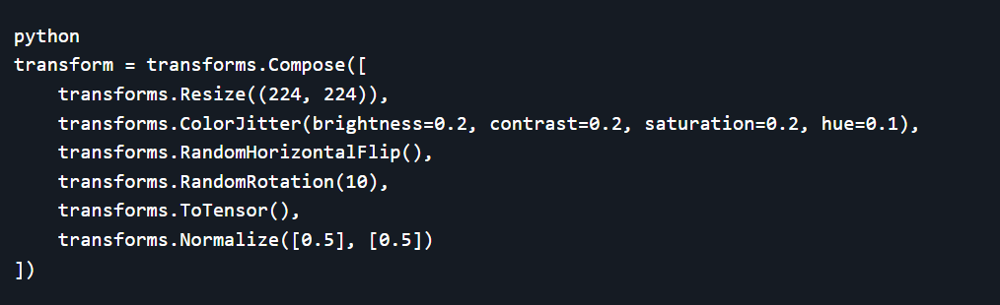 python
transform = transforms.Compose([
    transforms.Resize((224, 224)),
    transforms.ColorJitter(brightness=0.2, contrast=0.2, saturation=0.2, hue=0.1),
    transforms.RandomHorizontalFlip(),
    transforms.RandomRotation(10),
    transforms.ToTensor(),
    transforms.Normalize([0.5], [0.5])
])